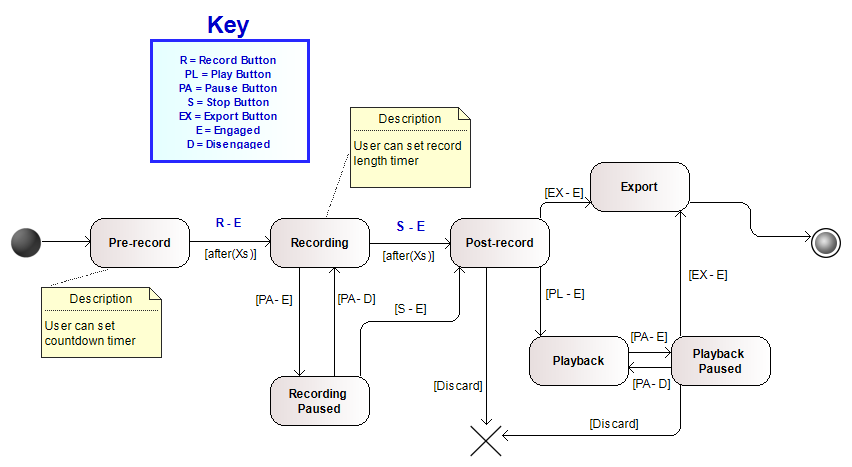 Key
R = Record Button
PL = Play Button
PA = Pause Button
S = Stop Button
EX = Export Button
E = Engaged
D = Disengaged
Description
User can set record
length timer
[EX - E]
Export
Pre-record
R - E
[after(Xs)]
Recording
S - E
[after(Xs)]
Post-record
[EX - E]
Description
User can set
countdown timer
[PA - E]
[PA - D]
[S - E]
[PL - E]
Playback
[PA - E]
[PA - D]
Playback
Paused
Recording
Paused
[Discard]
[Discard]